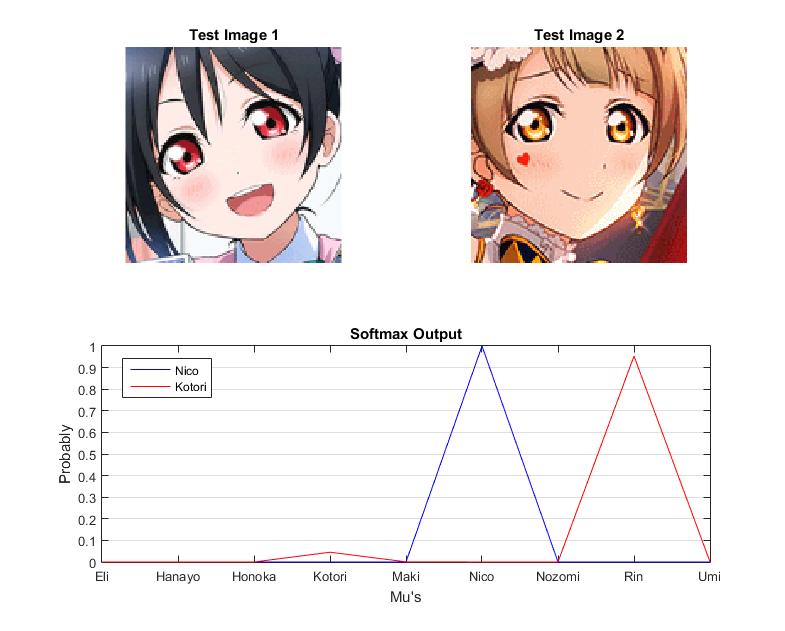 Test Image 1
Test Image 2
Softmax Output
Nico
Kotori
1
0.9
0.8
0.7
0.6
0.5
0.4
0.3
0.2
0.1
0
Probably
Eli Hanayo Honoka Kotori Maki Nico Nozomi Rin Umi
Mu's